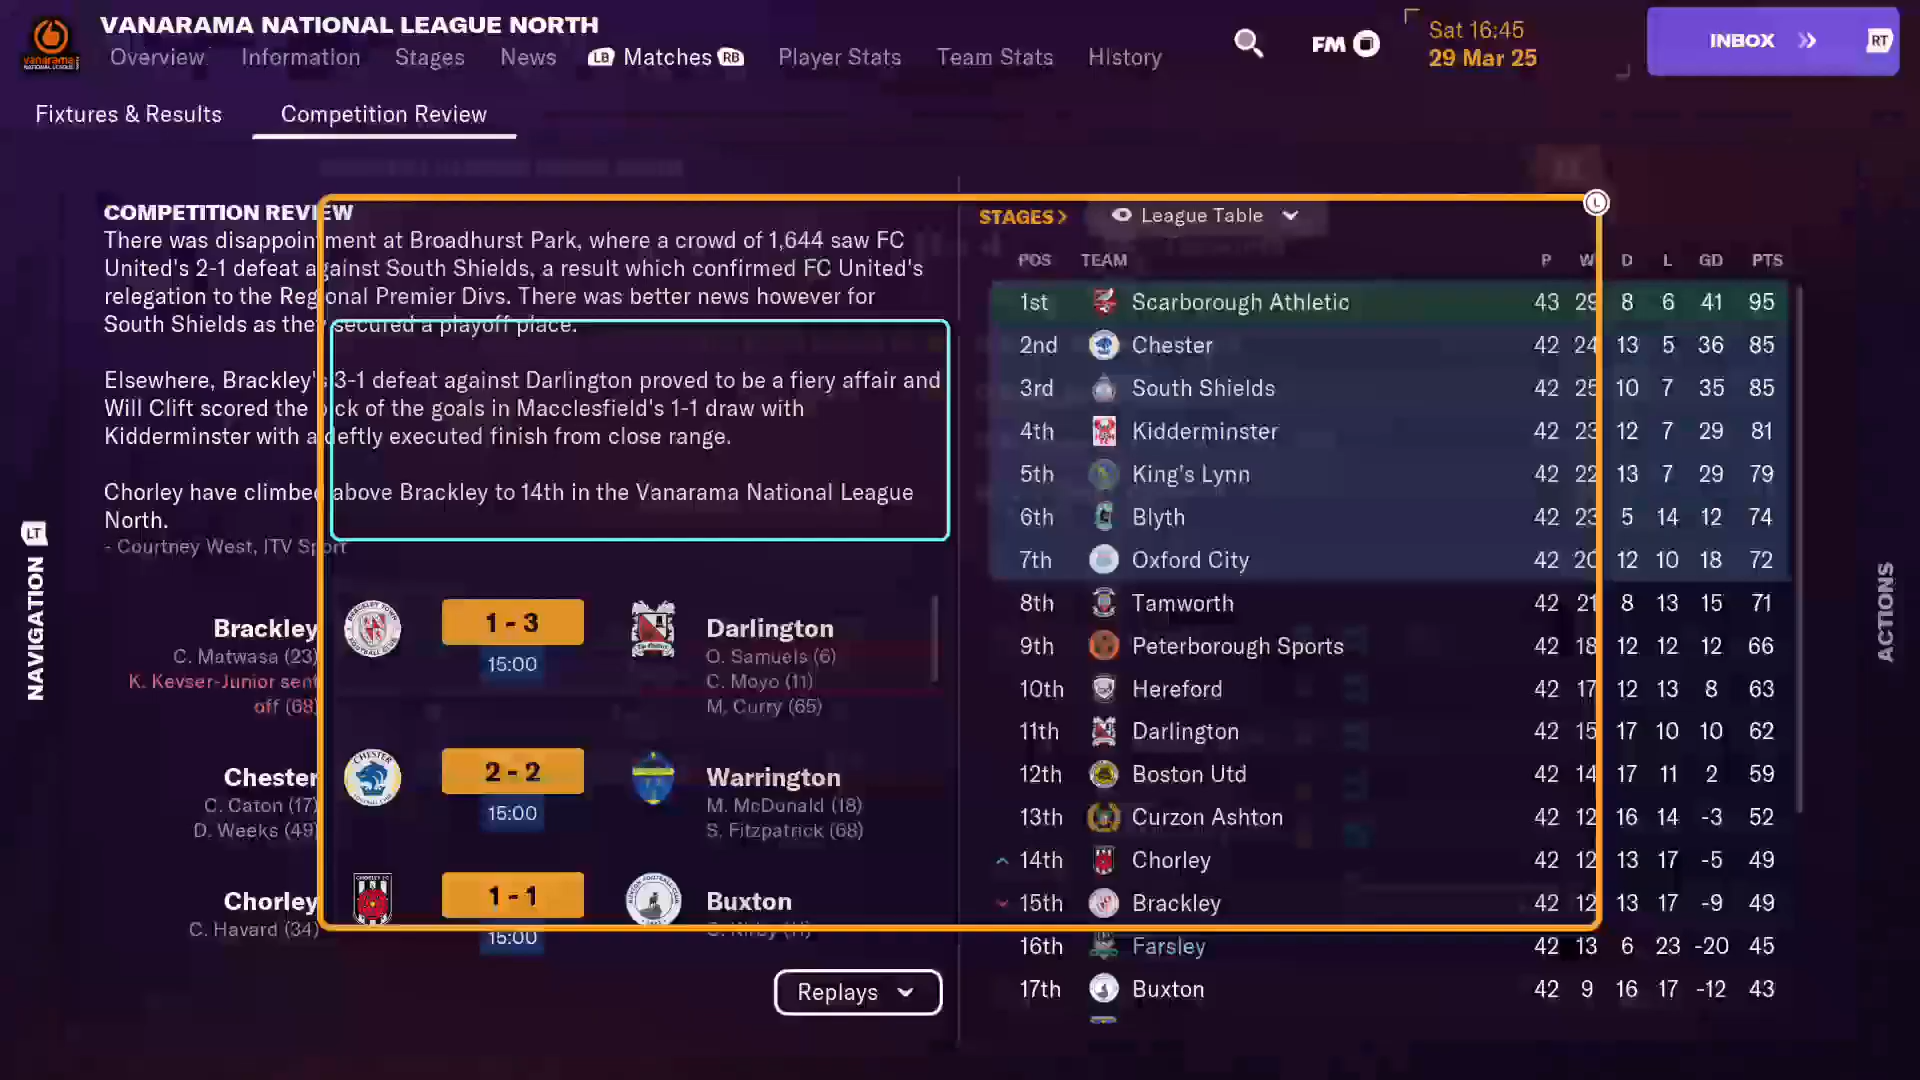 VANARAMA NATIONAL LEAGUE NORTH
Overview Information Stages News LB Matches RB Player Stats Team Stats History
FM
Sat 16:45
29 Mar 25
INBOX RT
Fixtures & Results Competition Review
COMPETITION REVIEW
There was disappointment at Broadhurst Park, where a crowd of 1,644 saw FC
United's 2-1 defeat against South Shields, a result which confirmed FC United's
relegation to the Regional Premier Divs. There was better news however for
South Shields as they secured a playoff place.
Elsewhere, Brackley's 3-1 defeat against Darlington proved to be a fiery affair and
Will Clift scored the pick of the goals in Macclesfield's 1-1 draw with
Kidderminster with a deftly executed finish from close range.
Chorley have climbed above Brackley to 14th in the Vanarama National League
North.
- Courtney West, ITV Sport
Brackley 1 - 3 Darlington
C. Matwasa (23) 15:00 O. Samuels (6)
K. Kevser-Junior sent C. Moyo (11)
off (68) M. Curry (65)
Chester 2 - 2 Warrington
C. Caton (17) 15:00 M. McDonald (18)
D. Weeks (49) S. Fitzpatrick (68)
Chorley 1 - 1 Buxton
C. Havard (34) 15:00
Replays
STAGES > League Table
POS TEAM P W D L GD PTS
1st Scarborough Athletic 43 29 8 6 41 95
2nd Chester 42 24 13 5 36 85
3rd South Shields 42 25 10 7 35 85
4th Kidderminster 42 23 12 7 29 81
5th King's Lynn 42 22 13 7 29 79
6th Blyth 42 23 5 14 12 74
7th Oxford City 42 20 12 10 18 72
8th Tamworth 42 21 8 13 15 71
9th Peterborough Sports 42 18 12 12 12 66
10th Hereford 42 17 12 13 8 63
11th Darlington 42 15 17 10 10 62
12th Boston Utd 42 14 17 11 2 59
13th Curzon Ashton 42 12 16 14 -3 52
14th Chorley 42 12 13 17 -5 49
15th Brackley 42 12 13 17 -9 49
16th Farsley 42 13 6 23 -20 45
17th Buxton 42 9 16 17 -12 43
LT NAVIGATION
ACTIONS
L